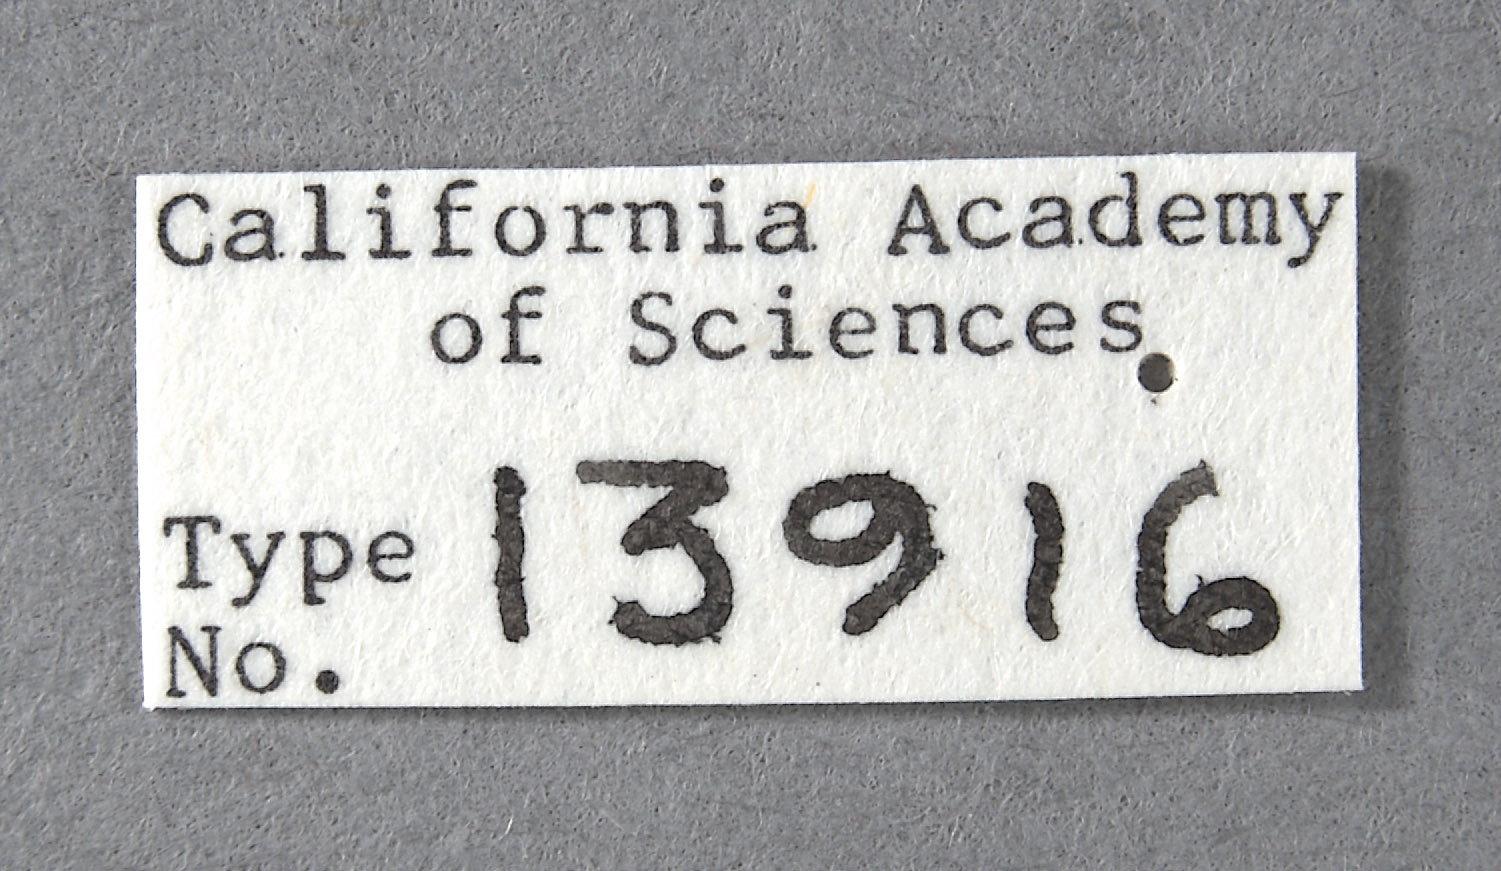 California Academy
of Sciences
Type 13916
No.